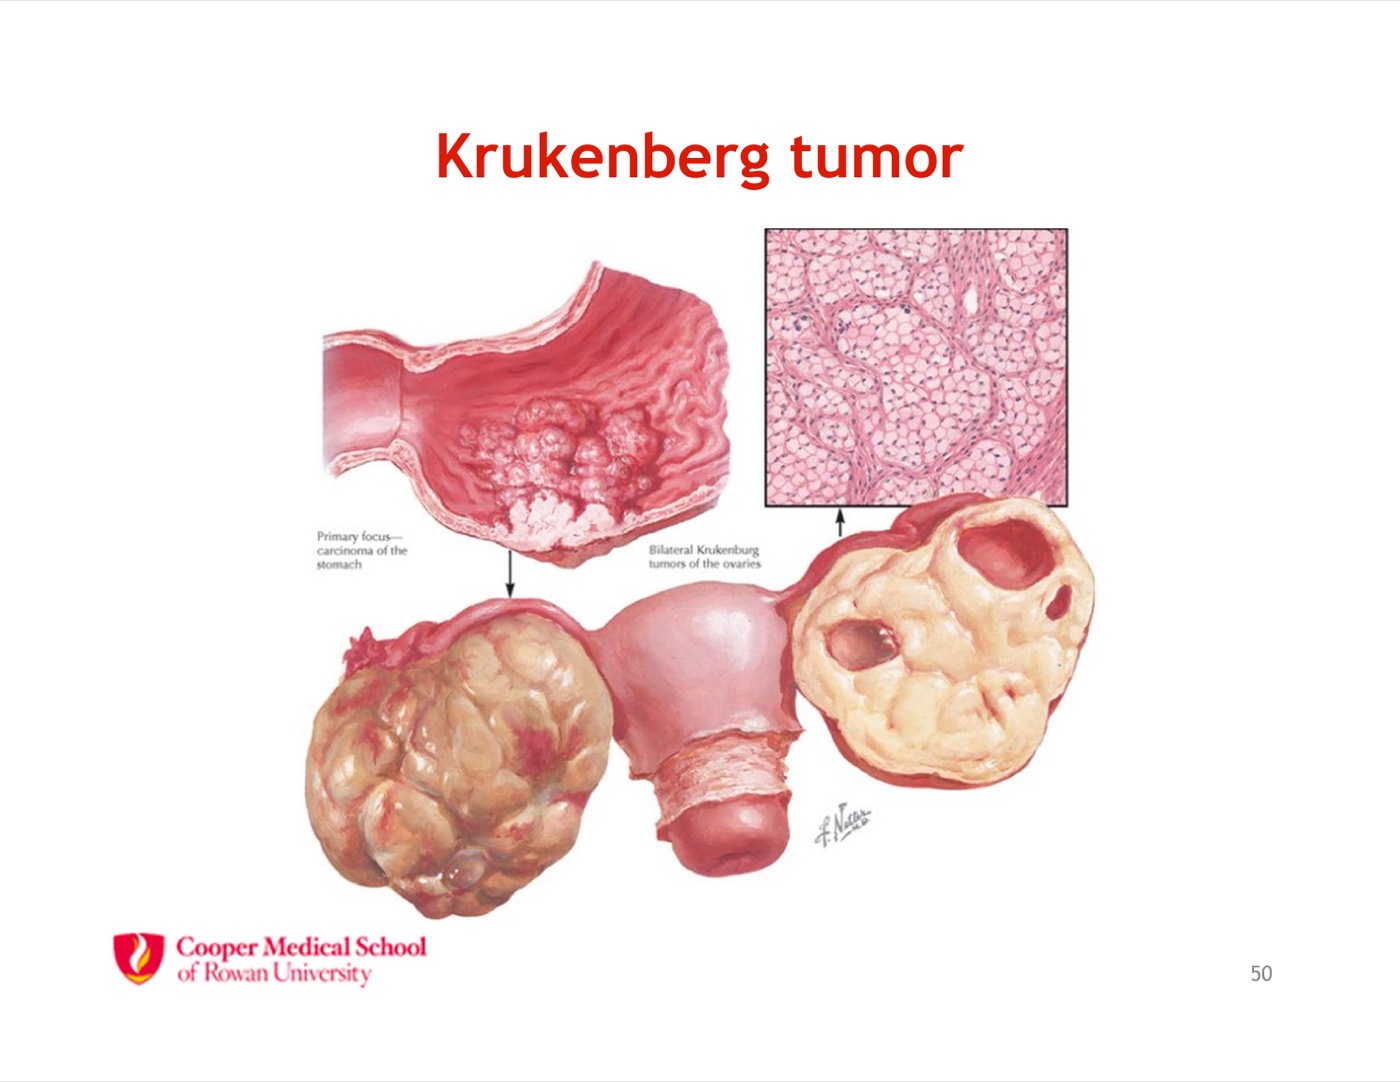 Krukenberg tumor
Primary focus—
carcinoma of the
stomach
Bilateral Krukenburg
tumors of the ovaries
F. Netter
M.D.
Cooper Medical School
of Rowan University
50